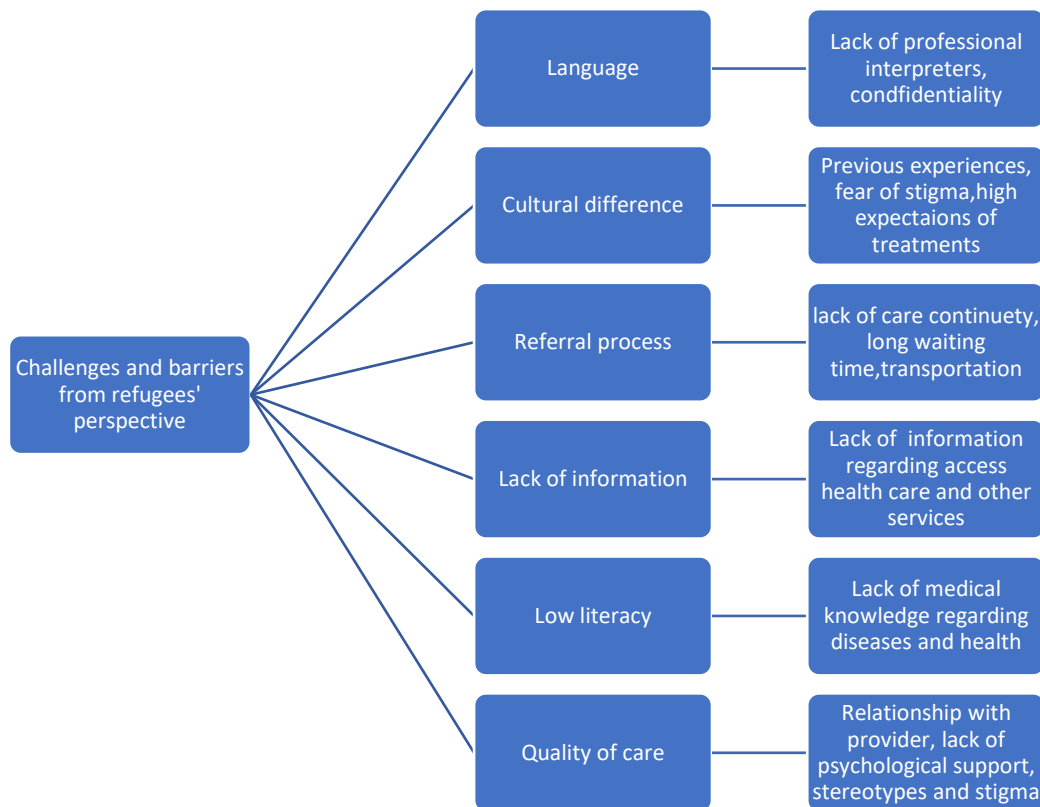 Language
Lack of professional
interpreters,
condfidentiality
Cultural difference
Previous experiences,
fear of stigma,high
expectaions of
treatments
Challenges and barriers
from refugees'
perspective
Referral process
lack of care continuety,
long waiting
time,transportation
Lack of information
Lack of  information
regarding access
health care and other
services
Low literacy
Lack of medical
knowledge regarding
diseases and health
Quality of care
Relationship with
provider, lack of
psychological support,
stereotypes and stigma